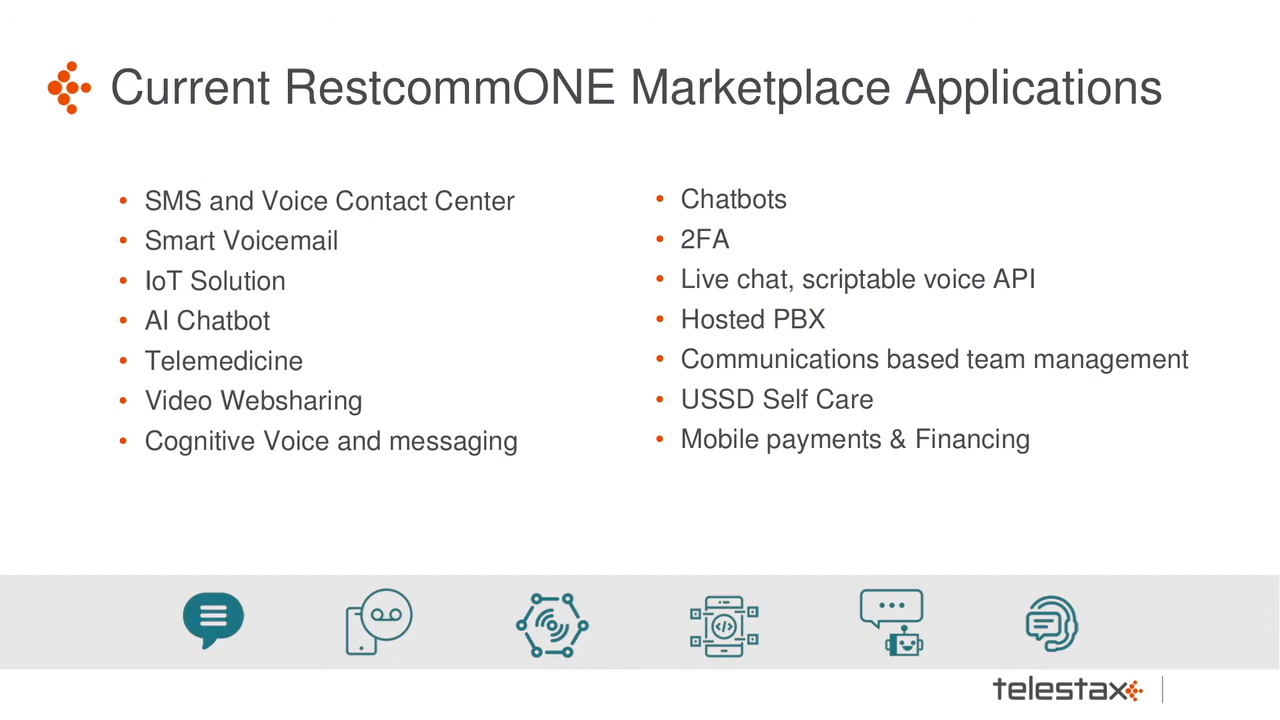 Current RestcommONE Marketplace Applications
• SMS and Voice Contact Center
• Smart Voicemail
• IoT Solution
• AI Chatbot
• Telemedicine
• Video Websharing
• Cognitive Voice and messaging
• Chatbots
• 2FA
• Live chat, scriptable voice API
• Hosted PBX
• Communications based team management
• USSD Self Care
• Mobile payments & Financing
telestax